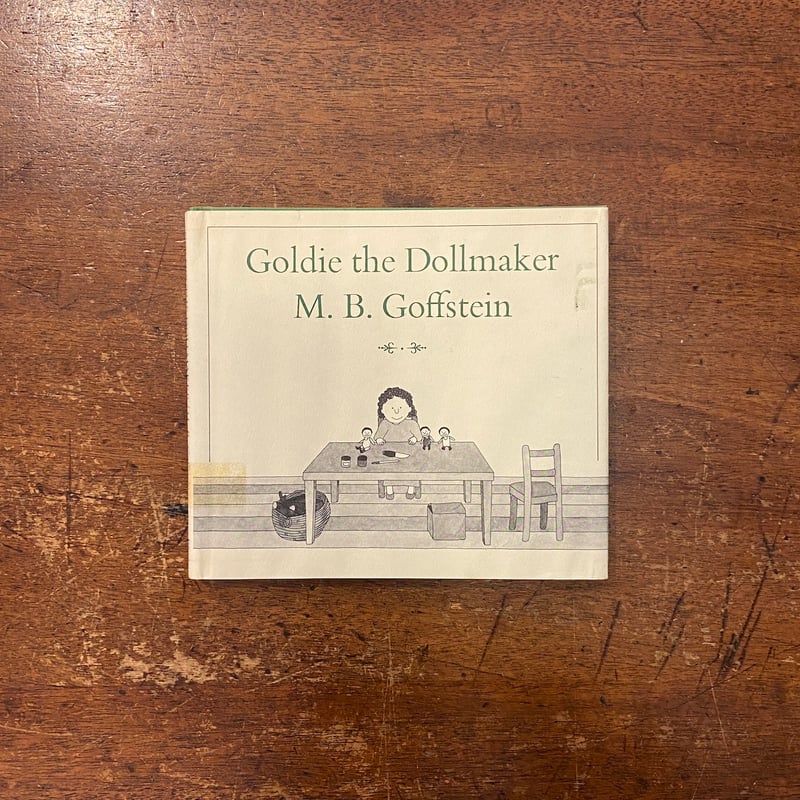 Goldie the Dollmaker
M. B. Goffstein